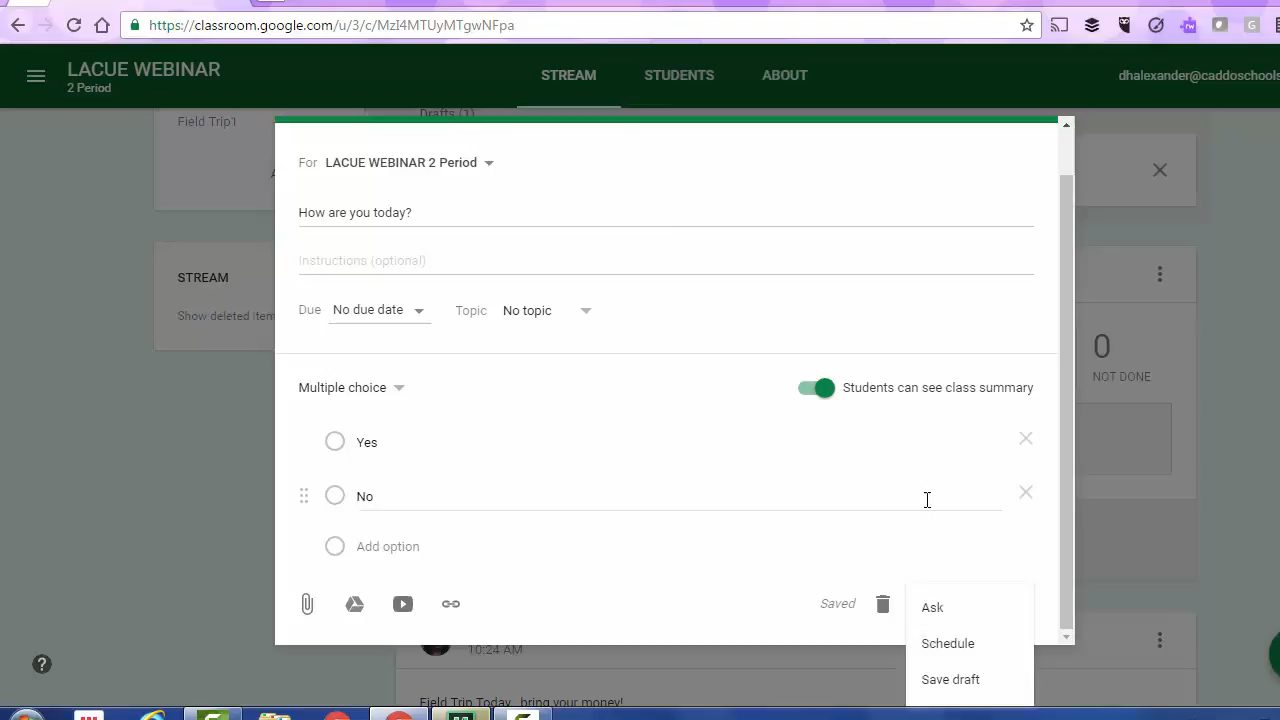 https://classroom.google.com/u/3/c/MzI4MTUyMTgwNFpa
LACUE WEBINAR
2 Period
STREAM
STUDENTS
ABOUT
dhalexander@caddoschools
Drafts (1)
Field Trip1
For LACUE WEBINAR 2 Period
How are you today?
Instructions (optional)
STREAM
Show deleted item
Due No due date
Topic No topic
0
NOT DONE
Multiple choice
Students can see class summary
Yes
No
Add option
Saved
Ask
Schedule
Save draft
10:24 AM
Field Trip Today.. bring your money!